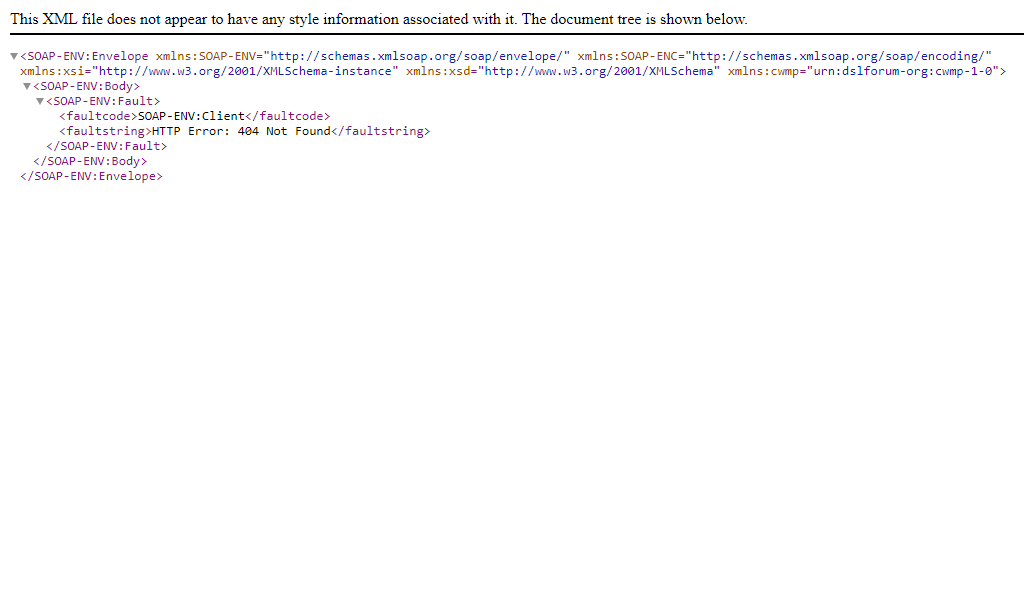 This XML file does not appear to have any style information associated with it. The document tree is shown below.
▼<SOAP-ENV:Envelope xmlns:SOAP-ENV="http://schemas.xmlsoap.org/soap/envelope/" xmlns:SOAP-ENC="http://schemas.xmlsoap.org/soap/encoding/"
xmlns:xsi="http://www.w3.org/2001/XMLSchema-instance" xmlns:xsd="http://www.w3.org/2001/XMLSchema" xmlns:cwmp="urn:dslforum-org:cwmp-1-0">
▼<SOAP-ENV:Body>
▼<SOAP-ENV:Fault>
<faultcode>SOAP-ENV:Client</faultcode>
<faultstring>HTTP Error: 404 Not Found</faultstring>
</SOAP-ENV:Fault>
</SOAP-ENV:Body>
</SOAP-ENV:Envelope>